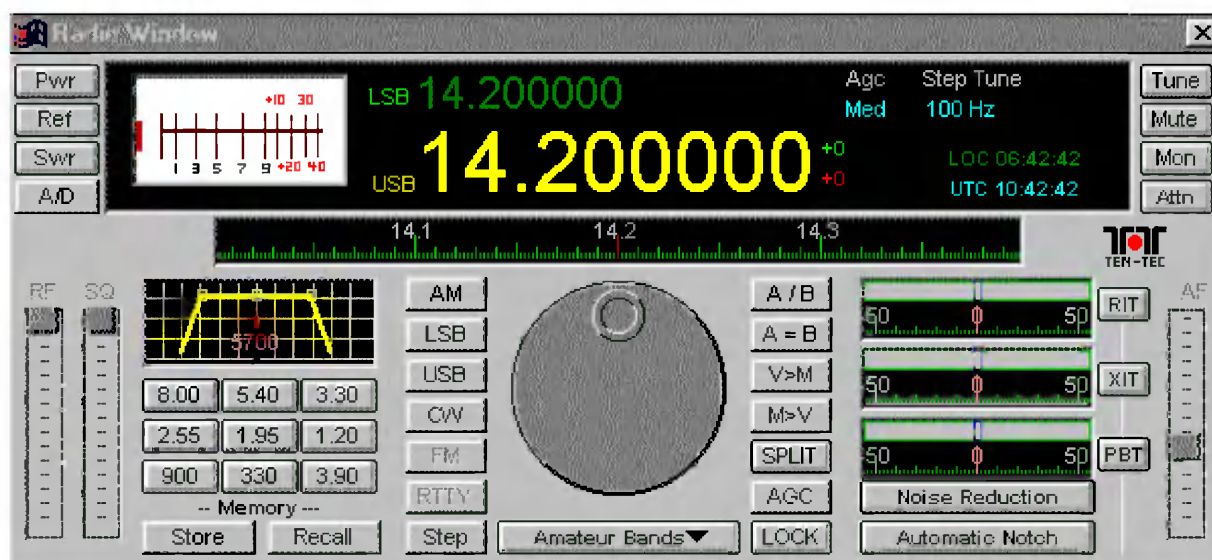 Radio Window
Pwr
Ref
Swr
A/D
+10 30
1 3 5 7 9 +20 40
LSB 14.200000
USB 14.200000 +0
+0
Agc Step Tune
Med 100 Hz
LOC 06:42:42
UTC 10:42:42
Tune
Mute
Mon
Attn
14.1 14.2 14.3
TEN-TEC
RF SQ
5700
8.00 5.40 3.30
2.55 1.95 1.20
900 330 3.90
-- Memory ---
Store Recall
AM
LSB
USB
CW
FM
RTTY
Step
Amateur Bands
A / B
A = B
V>M
M>V
SPLIT
AGC
LOCK
50 0 50
RIT
50 0 50
XIT
50 0 50
PBT
Noise Reduction
Automatic Notch
AF